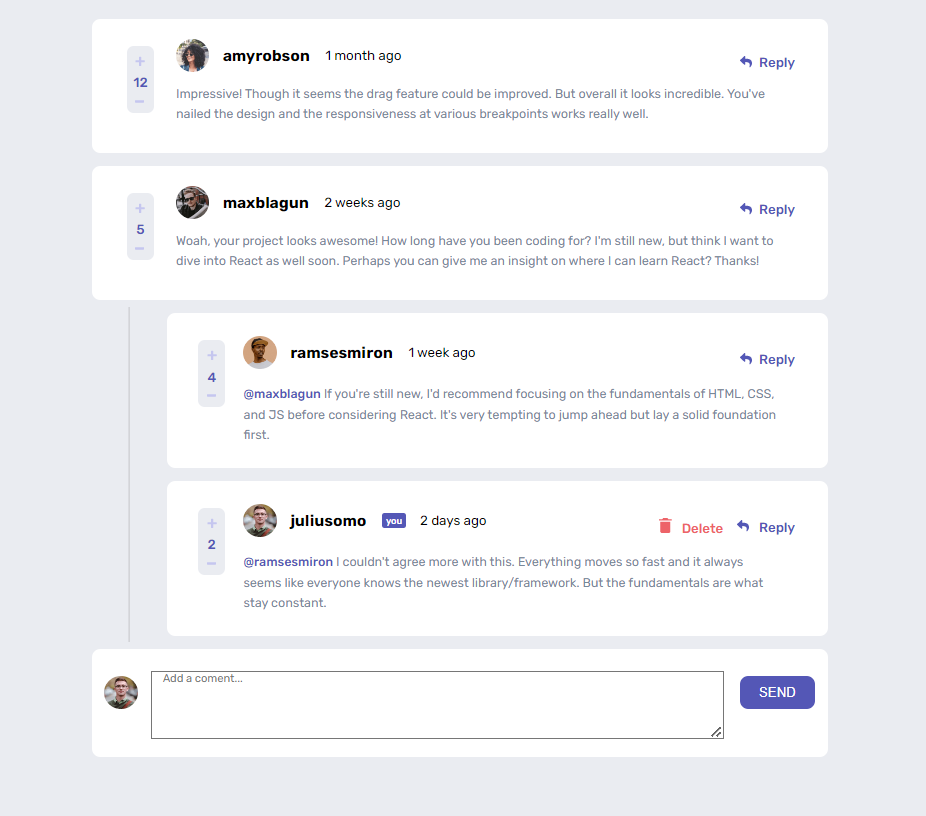 +
amyrobson 1 month ago
Reply
12
−
Impressive! Though it seems the drag feature could be improved. But overall it looks incredible. You've
nailed the design and the responsiveness at various breakpoints works really well.
+
maxblagun 2 weeks ago
Reply
5
−
Woah, your project looks awesome! How long have you been coding for? I'm still new, but think I want to
dive into React as well soon. Perhaps you can give me an insight on where I can learn React? Thanks!
+
ramsesmiron 1 week ago
Reply
4
−
@maxblagun If you're still new, I'd recommend focusing on the fundamentals of HTML, CSS,
and JS before considering React. It's very tempting to jump ahead but lay a solid foundation
first.
+
juliusomo you 2 days ago
Delete Reply
2
−
@ramsesmiron I couldn't agree more with this. Everything moves so fast and it always
seems like everyone knows the newest library/framework. But the fundamentals are what
stay constant.
Add a coment...
SEND